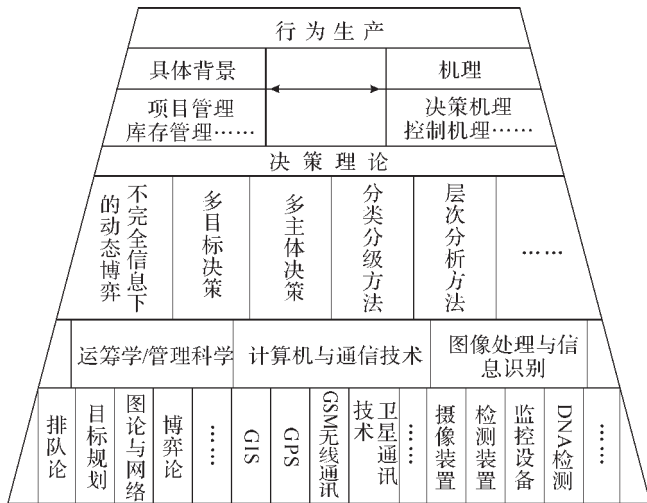 行为生产
具体背景
机理
项目管理
库存管理……
决策机理
控制机理……
决策理论
不完全信息下
的动态博弈
多目标决策
多主体决策
分类分级方法
层次分析方法
……
运筹学/管理科学
计算机与通信技术
图像处理与信
息识别
排队论
目标规划
图论与网络
博弈论
……
GIS
GPS
GSM无线通讯
卫星通讯
技术
……
摄像装置
检测装置
监控设备
DNA检测
……